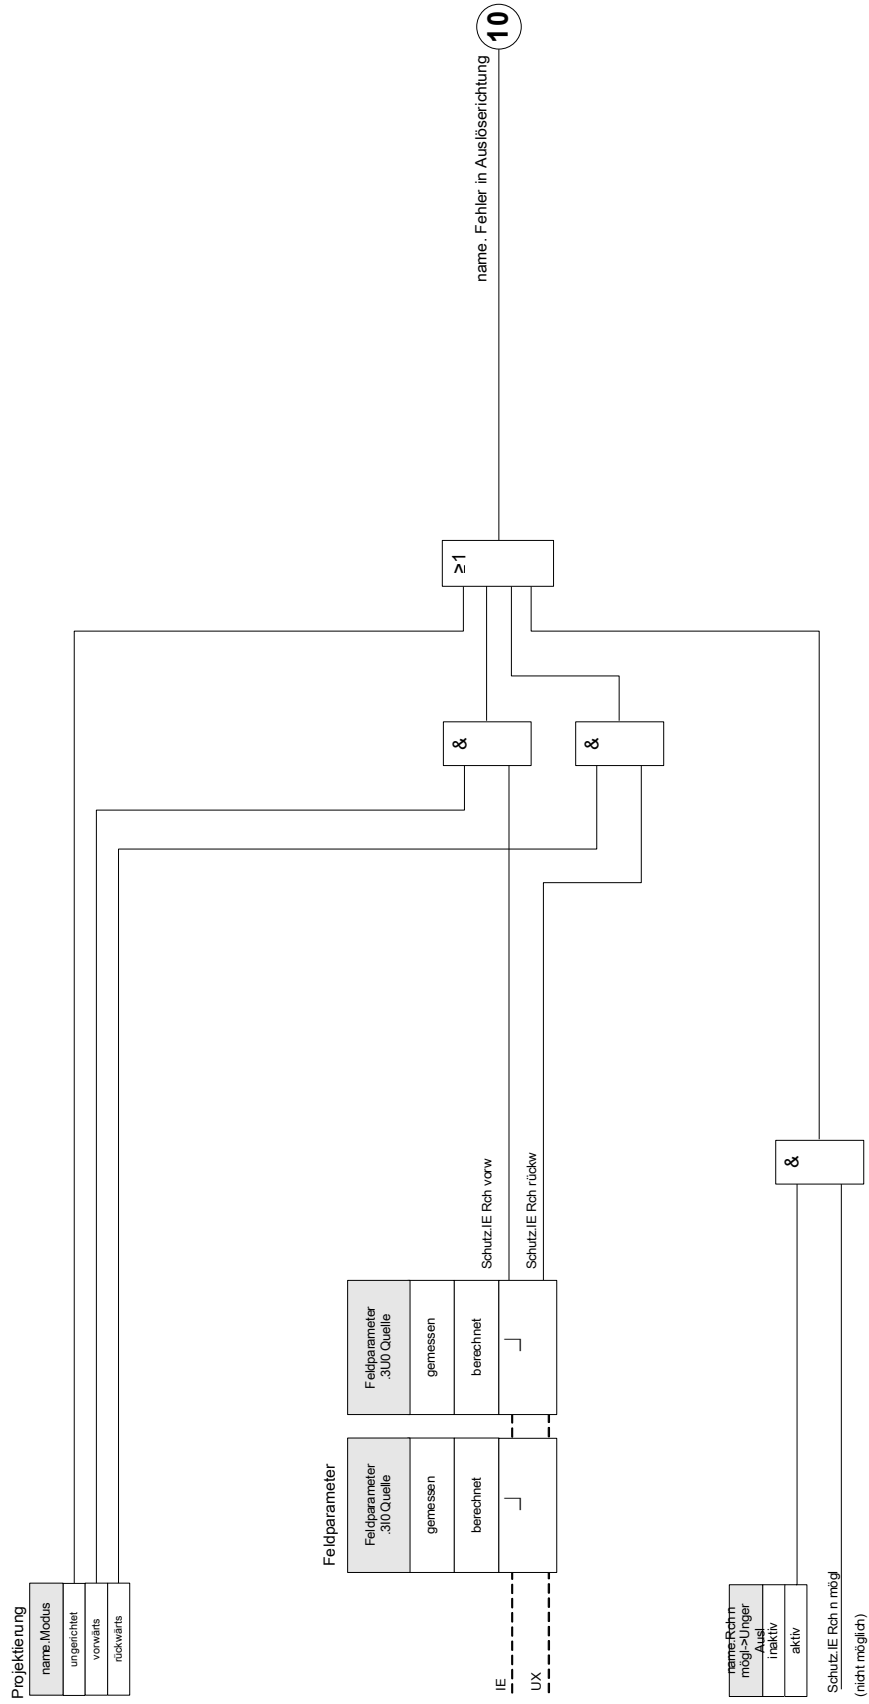 Projektierung
name.Modus
ungerichtet
vorwärts
rückwärts
Feldparameter
Feldparameter
.3I0 Quelle
gemessen
berechnet
Feldparameter
.3U0 Quelle
gemessen
berechnet
IE
UX
Schutz.IE Rch vorw
Schutz.IE Rch rückw
name.Rch n
mögl->Unger
Ausl
inaktiv
aktiv
Schutz.IE Rch n mögl
(nicht möglich)
&
&
&
≥1
name. Fehler in Auslöserichtung
10